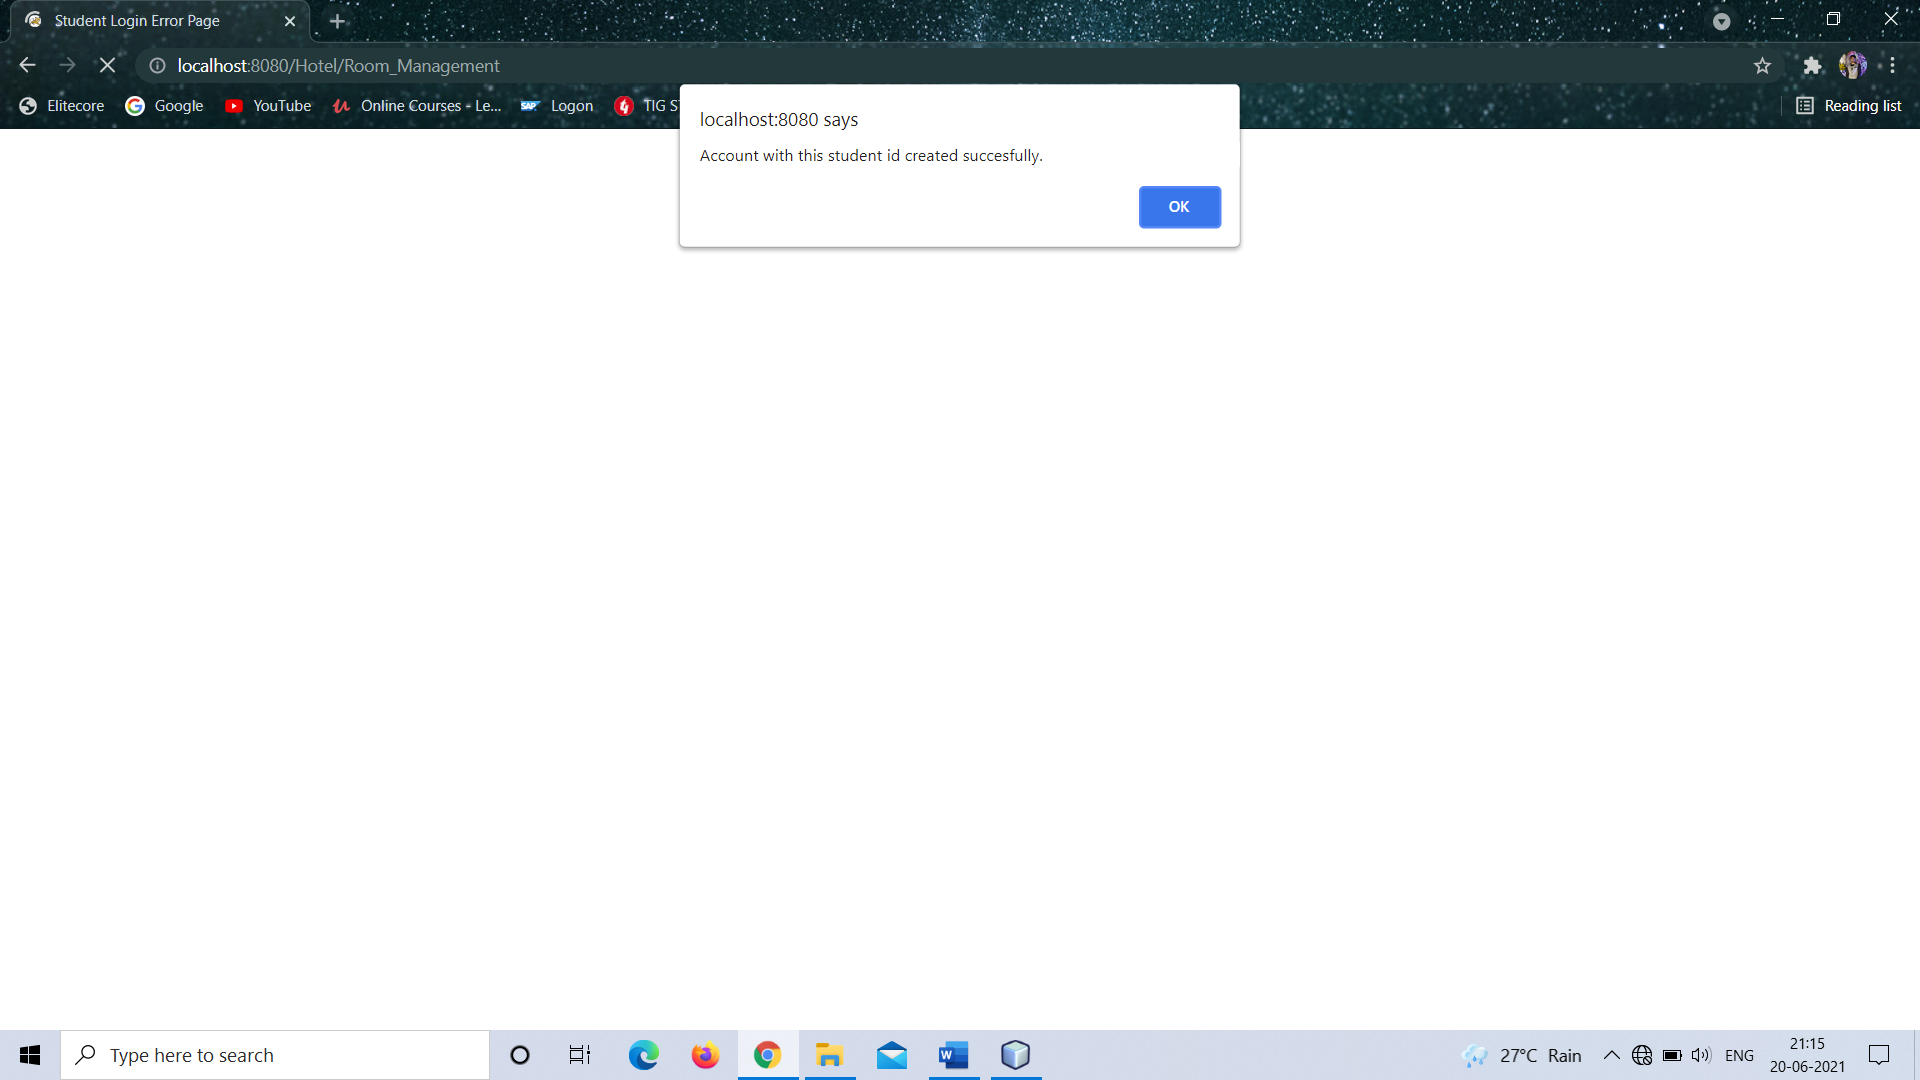 Student Login Error Page
localhost:8080/Hotel/Room_Management
Elitecore Google YouTube Online Courses - Le... Logon TIG Reading list
localhost:8080 says
Account with this student id created succesfully.
OK
Type here to search
27°C Rain ENG
21:15
20-06-2021